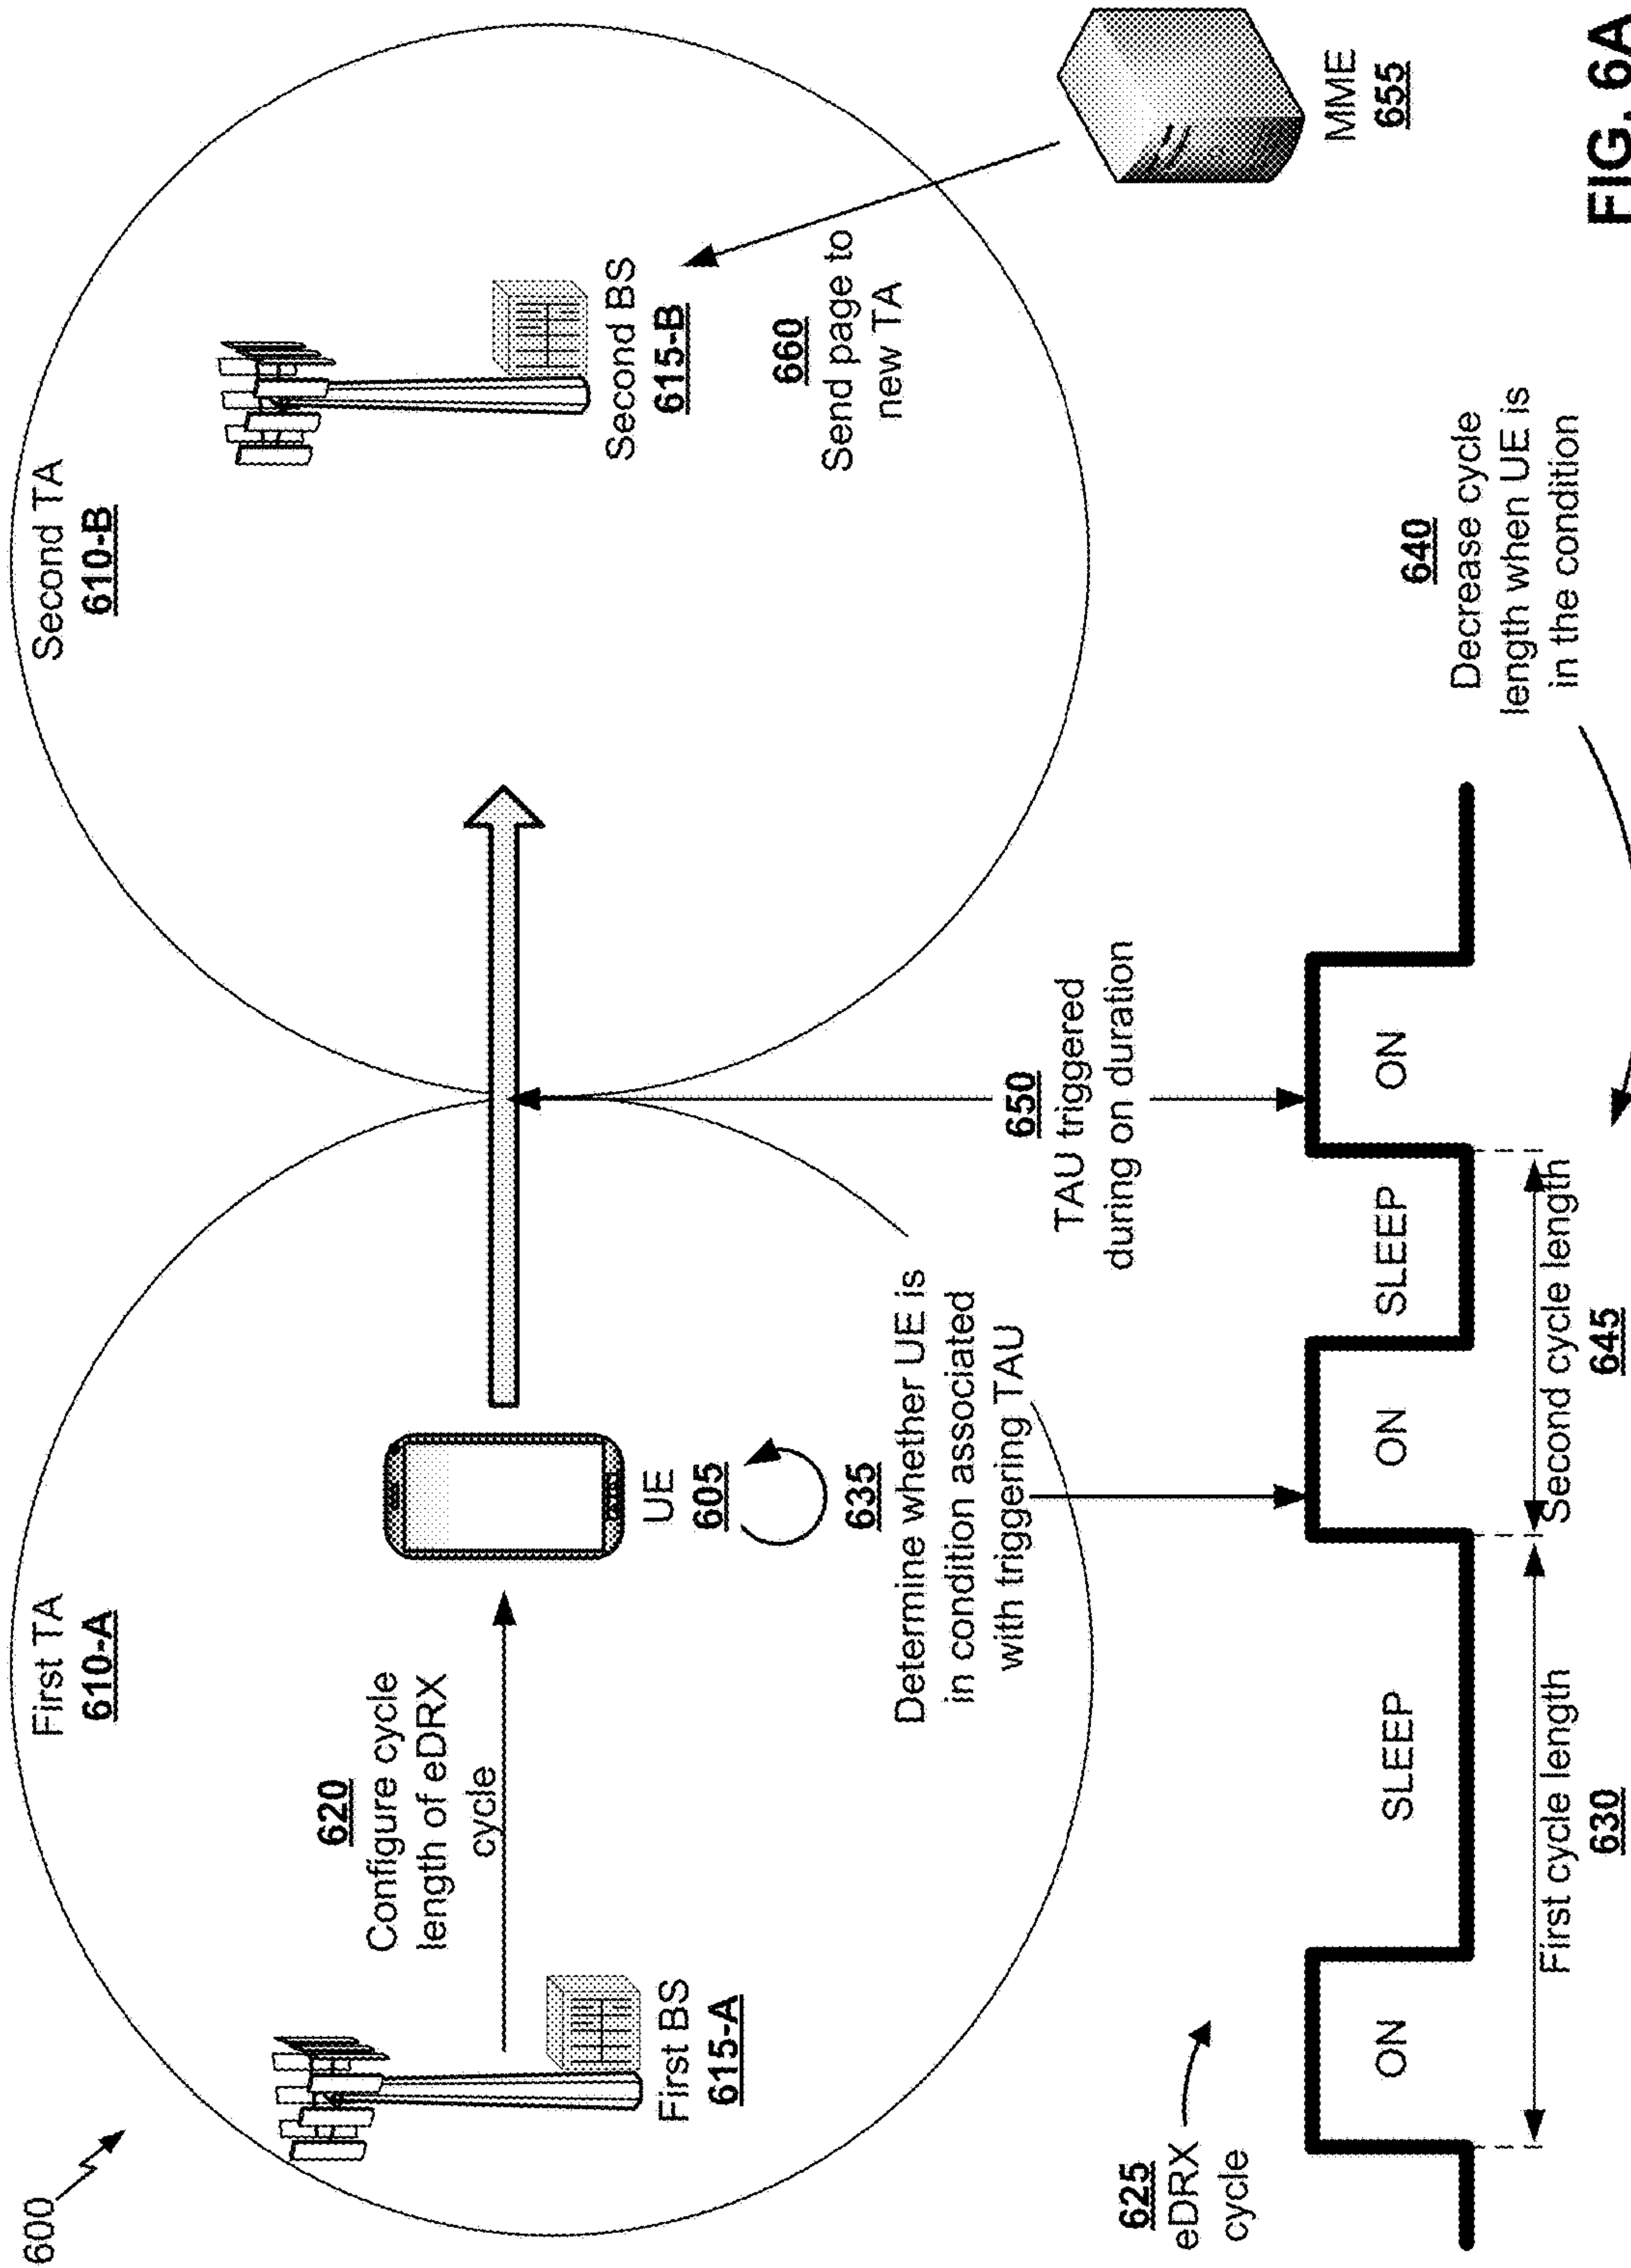 600
First TA
610-A
Second TA
610-B
620
Configure cycle
length of eDRX
cycle
First BS
615-A
UE
605
635
Determine whether UE is
in condition associated
with triggering TAU
Second BS
615-B
660
Send page to
new TA
MME
655
650
TAU triggered
during on duration
625
eDRX
cycle
ON
SLEEP
ON
SLEEP
ON
640
Decrease cycle
length when UE is
in the condition
First cycle length
630
Second cycle length
645
FIG. 6A